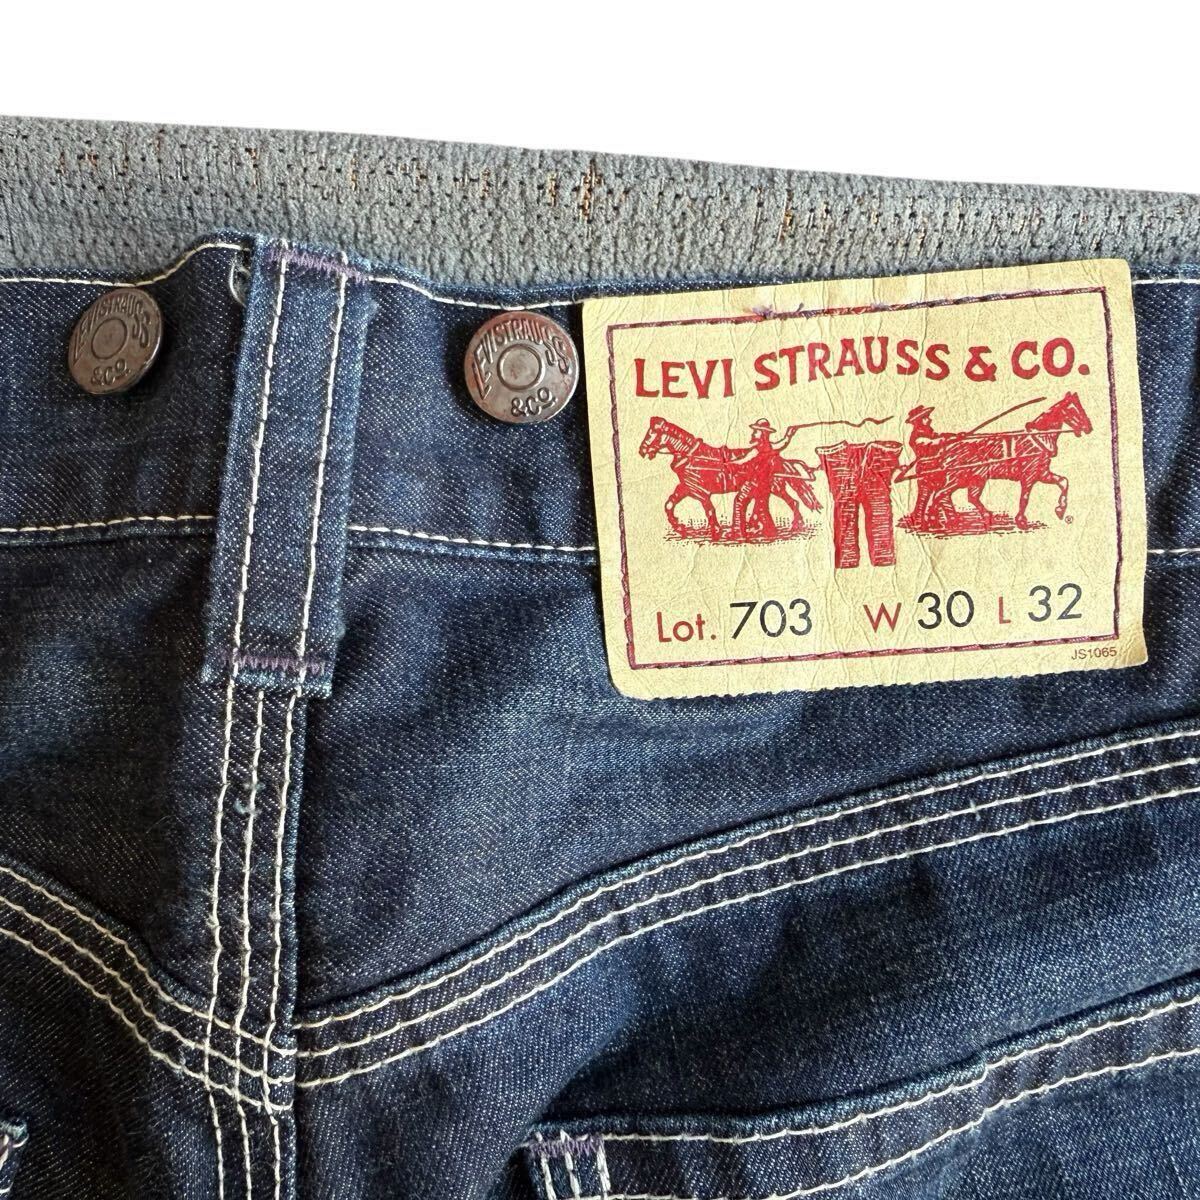 LEVI STRAUSS
& Co.
LEVI STRAUSS
& Co.
LEVI STRAUSS & CO.
®
Lot. 703 W 30 L 32
JS1065